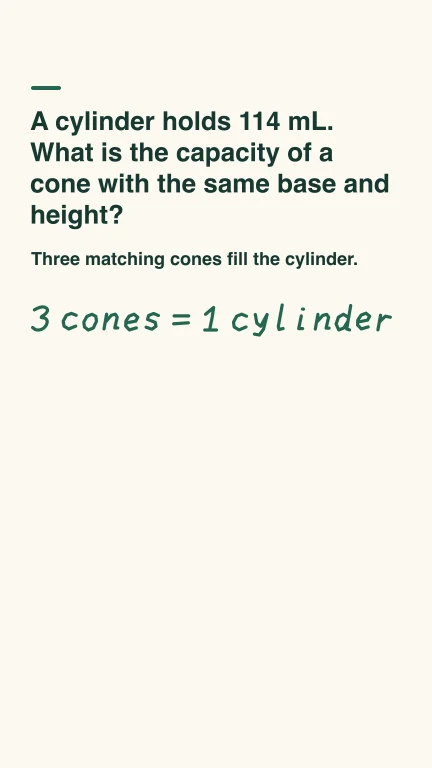 A cylinder holds 114 mL.
What is the capacity of a
cone with the same base and
height?
Three matching cones fill the cylinder.
3 cones = 1 cylinder